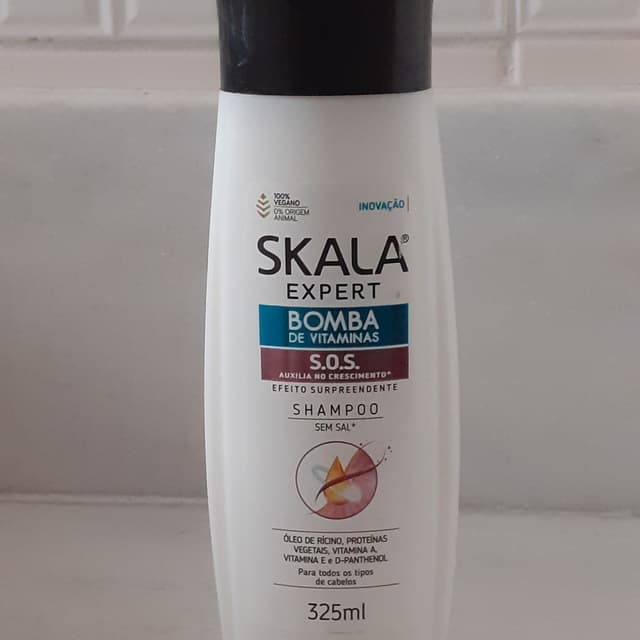 100%
VEGANO
0% ORIGEM
ANIMAL
INOVAÇÃO
SKALA®
EXPERT
BOMBA
DE VITAMINAS
S.O.S.
AUXILIA NO CRESCIMENTO*
EFEITO SURPREENDENTE
SHAMPOO
SEM SAL*
ÓLEO DE RÍCINO, PROTEÍNAS
VEGETAIS, VITAMINA A,
VITAMINA E e D-PANTHENOL
Para todos os tipos
de cabelos
325ml